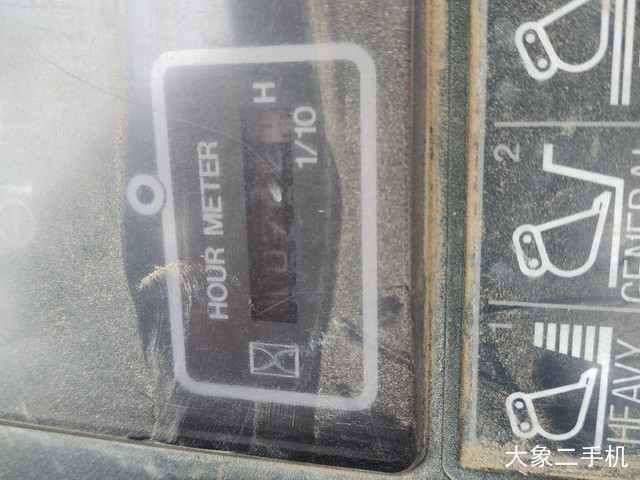 HOUR METER
H
1/10
2
GENERAL
1
HEAVY
大象二手机